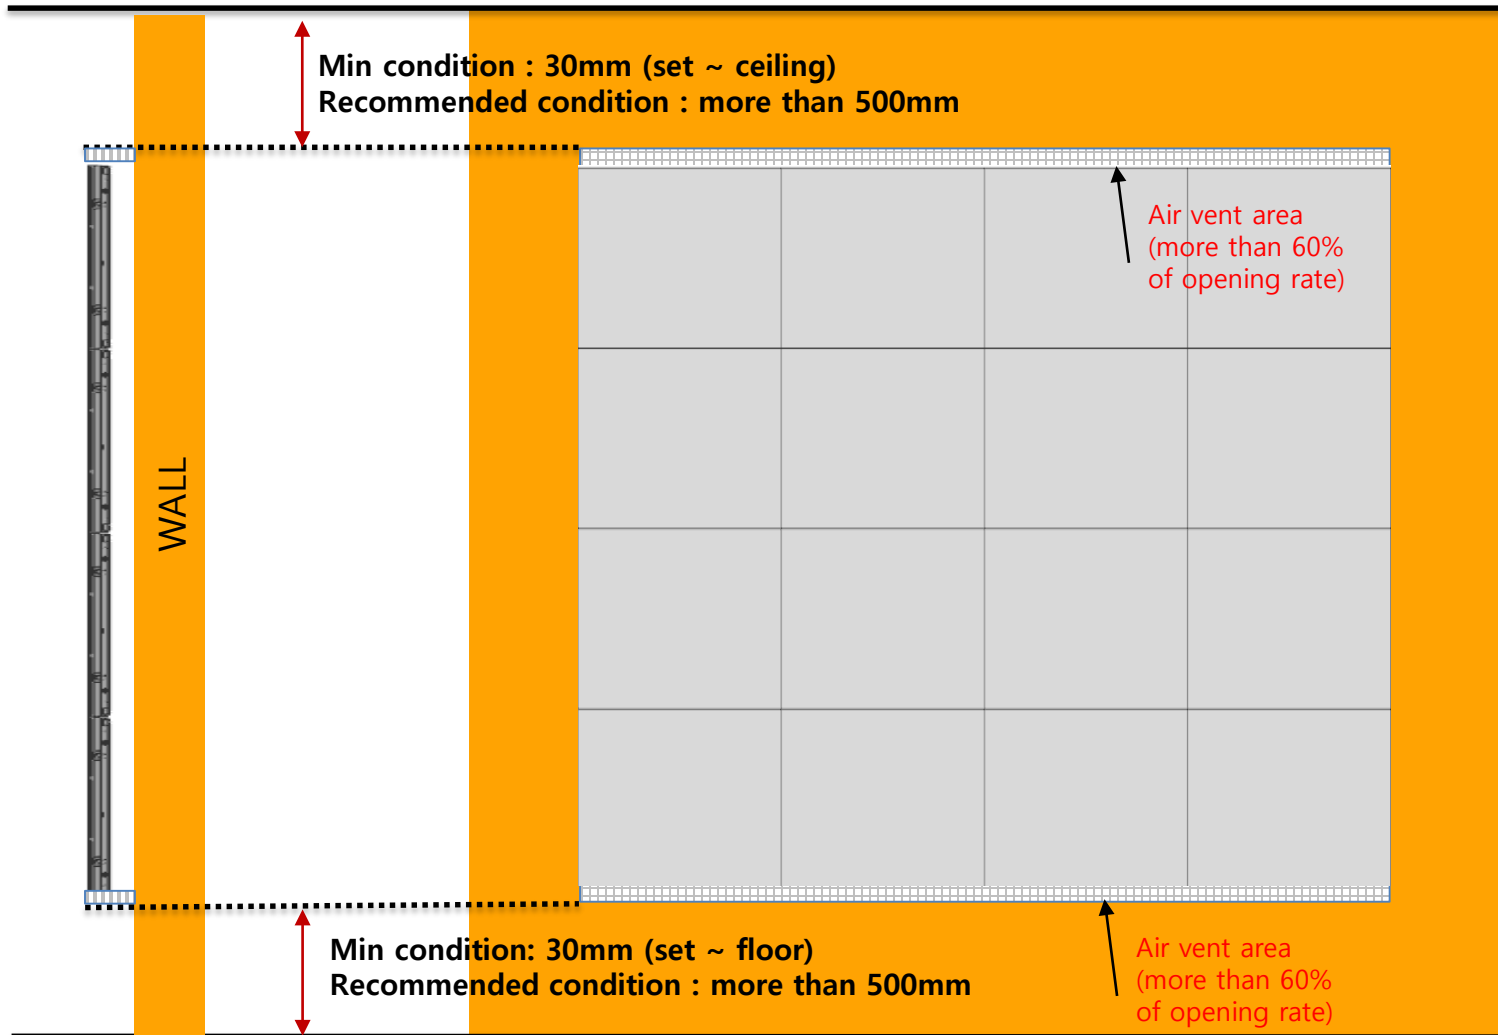 Min condition : 30mm (set ~ ceiling)
Recommended condition : more than 500mm
Air vent area
(more than 60%
of opening rate)
WALL
Min condition: 30mm (set ~ floor)
Recommended condition : more than 500mm
Air vent area
(more than 60%
of opening rate)